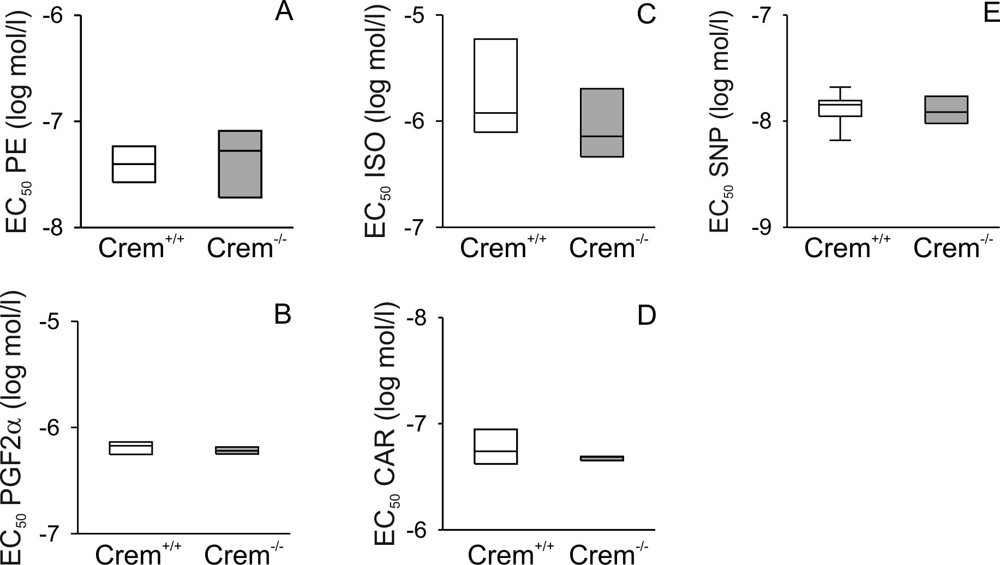 A
EC50 PE (log mol/l)
-6
-7
-8
Crem+/+ Crem-/-
C
EC50 ISO (log mol/l)
-5
-6
-7
Crem+/+ Crem-/-
E
EC50 SNP (log mol/l)
-7
-8
-9
Crem+/+ Crem-/-
B
EC50 PGF2α (log mol/l)
-5
-6
-7
Crem+/+ Crem-/-
D
EC50 CAR (log mol/l)
-8
-7
-6
Crem+/+ Crem-/-